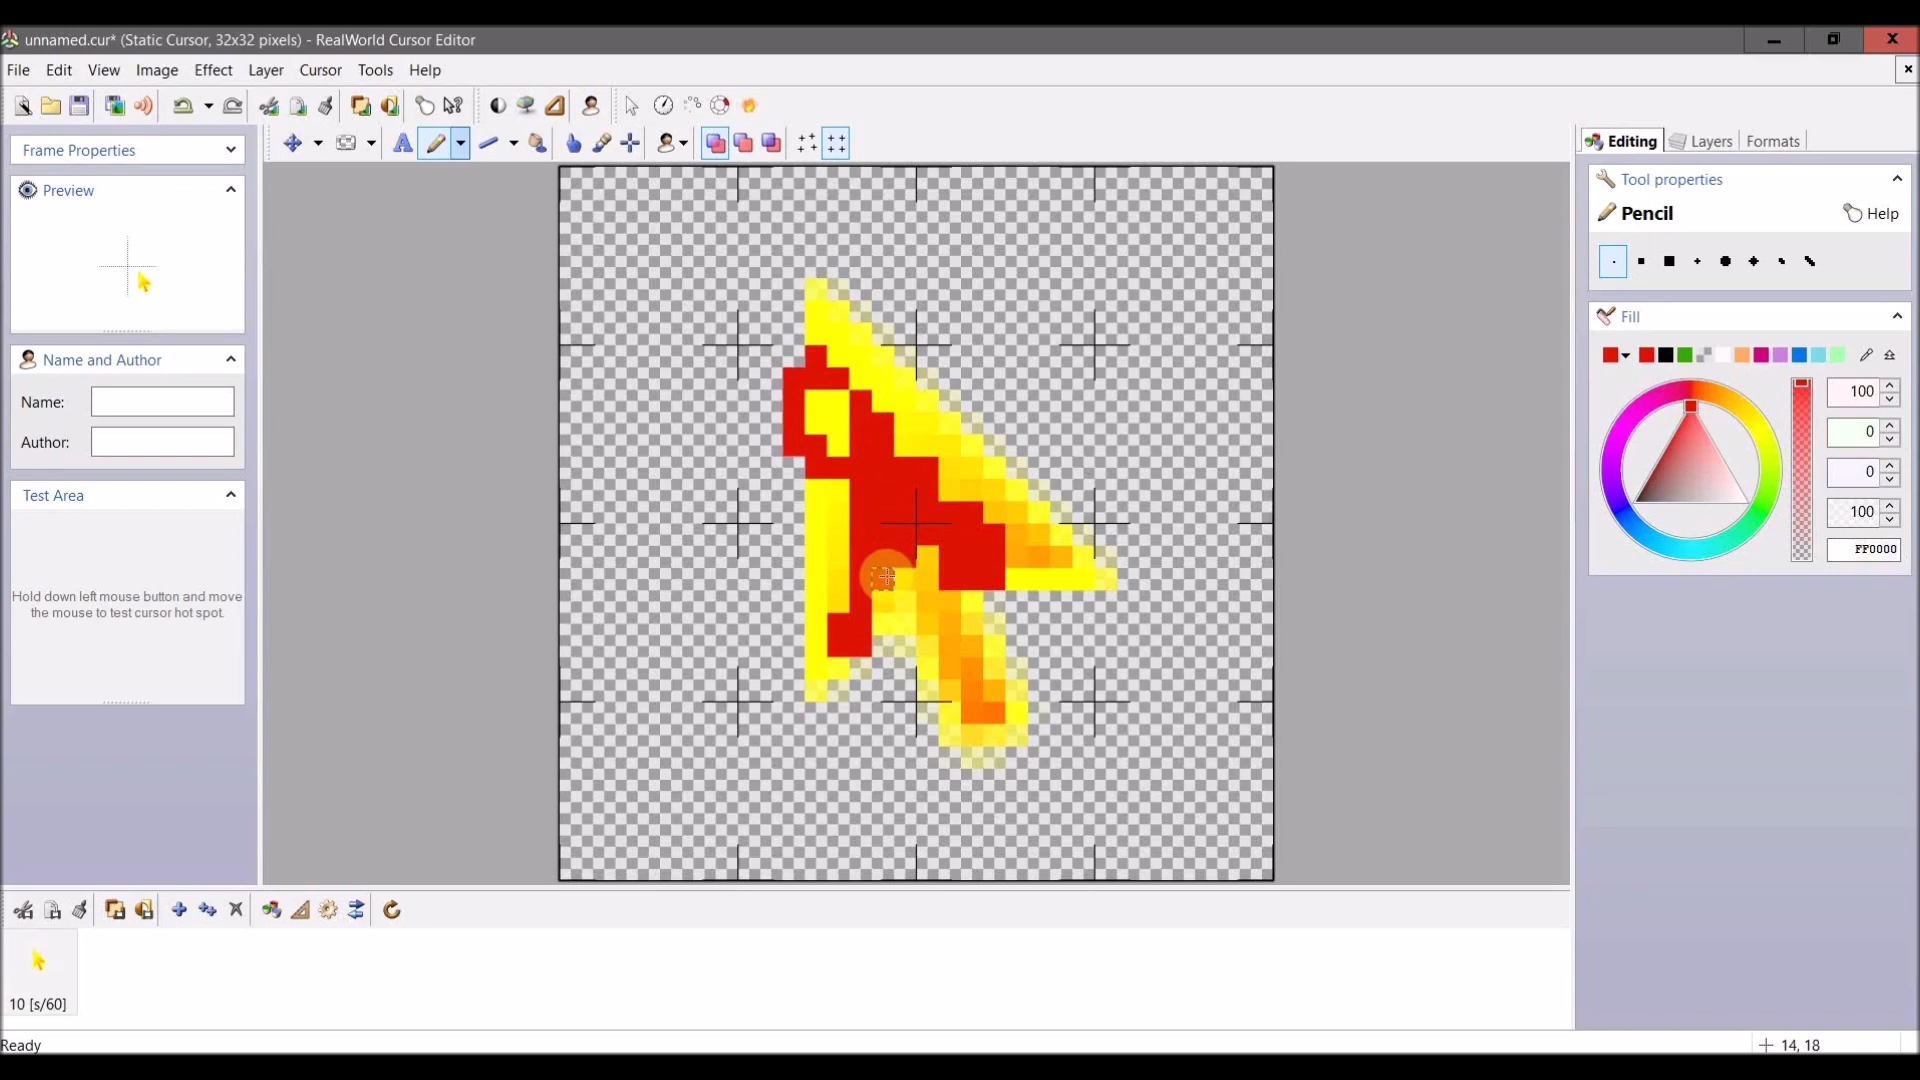 unnamed.cur* (Static Cursor, 32x32 pixels) - RealWorld Cursor Editor
File Edit View Image Effect Layer Cursor Tools Help
Frame Properties
Editing Layers Formats
Preview
Tool properties
Pencil Help
Fill
Name and Author
Name:
100
Author:
0
0
Test Area
100
FF0000
Hold down left mouse button and move
the mouse to test cursor hot spot.
10 [s/60]
Ready
14, 18